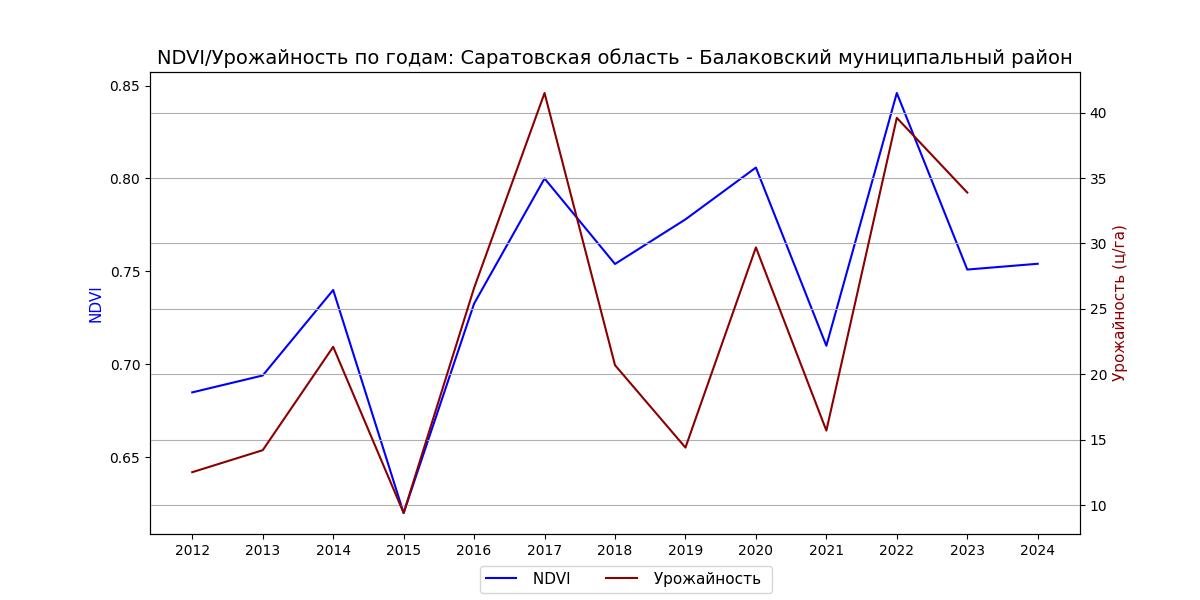 NDVI/Урожайность по годам: Саратовская область - Балаковский муниципальный район
0.85
0.80
0.75
0.70
0.65
NDVI
40
35
30
25
20
15
10
Урожайность (ц/га)
2012 2013 2014 2015 2016 2017 2018 2019 2020 2021 2022 2023 2024
NDVI Урожайность